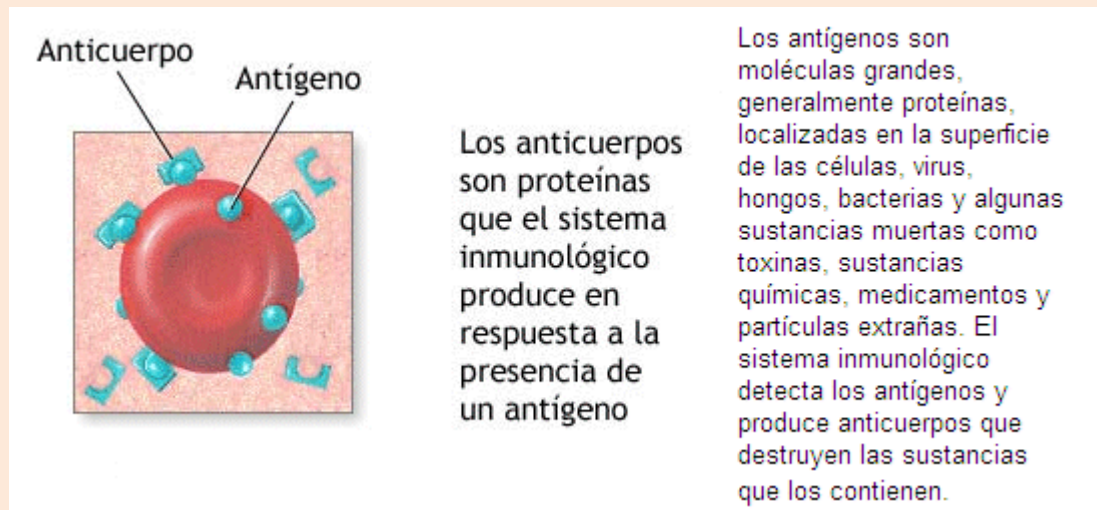 Anticuerpo
Antígeno
Los anticuerpos
son proteínas
que el sistema
inmunológico
produce en
respuesta a la
presencia de
un antígeno
Los antígenos son
moléculas grandes,
generalmente proteínas,
localizadas en la superficie
de las células, virus,
hongos, bacterias y algunas
sustancias muertas como
toxinas, sustancias
químicas, medicamentos y
partículas extrañas. El
sistema inmunológico
detecta los antígenos y
produce anticuerpos que
destruyen las sustancias
que los contienen.